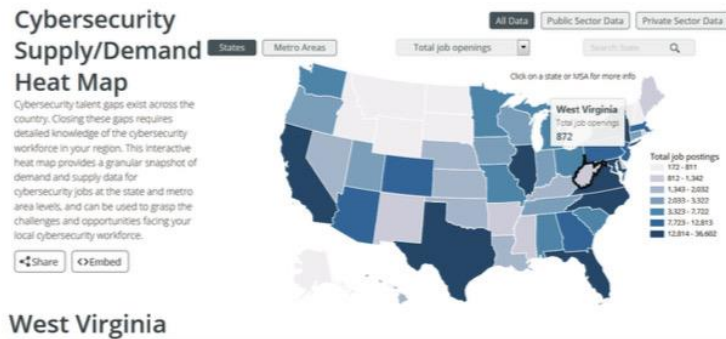 Cybersecurity
Supply/Demand
Heat Map
Cybersecurity talent gaps exist across the
country. Closing these gaps requires
detailed knowledge of the cybersecurity
workforce in your region. This interactive
heat map provides a granular snapshot of
demand and supply data for
cybersecurity jobs at the state and metro
area levels, and can be used to grasp the
challenges and opportunities facing your
local cybersecurity workforce.
Share
Embed
All Data
Public Sector Data
Private Sector Data
States
Metro Areas
Total job openings
Search State
Click on a state or MSA for more info
West Virginia
Total job openings
872
Total job postings
172 - 811
812 - 1,342
1,343 - 2,032
2,033 - 3,322
3,323 - 7,722
7,723 - 12,813
12,814 - 36,602
West Virginia